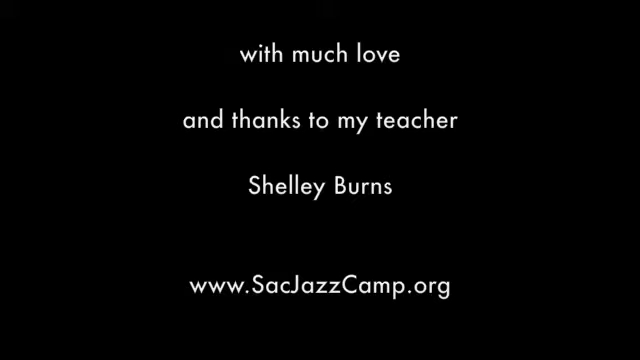 with much love
and thanks to my teacher
Shelley Burns
www.SacJazzCamp.org